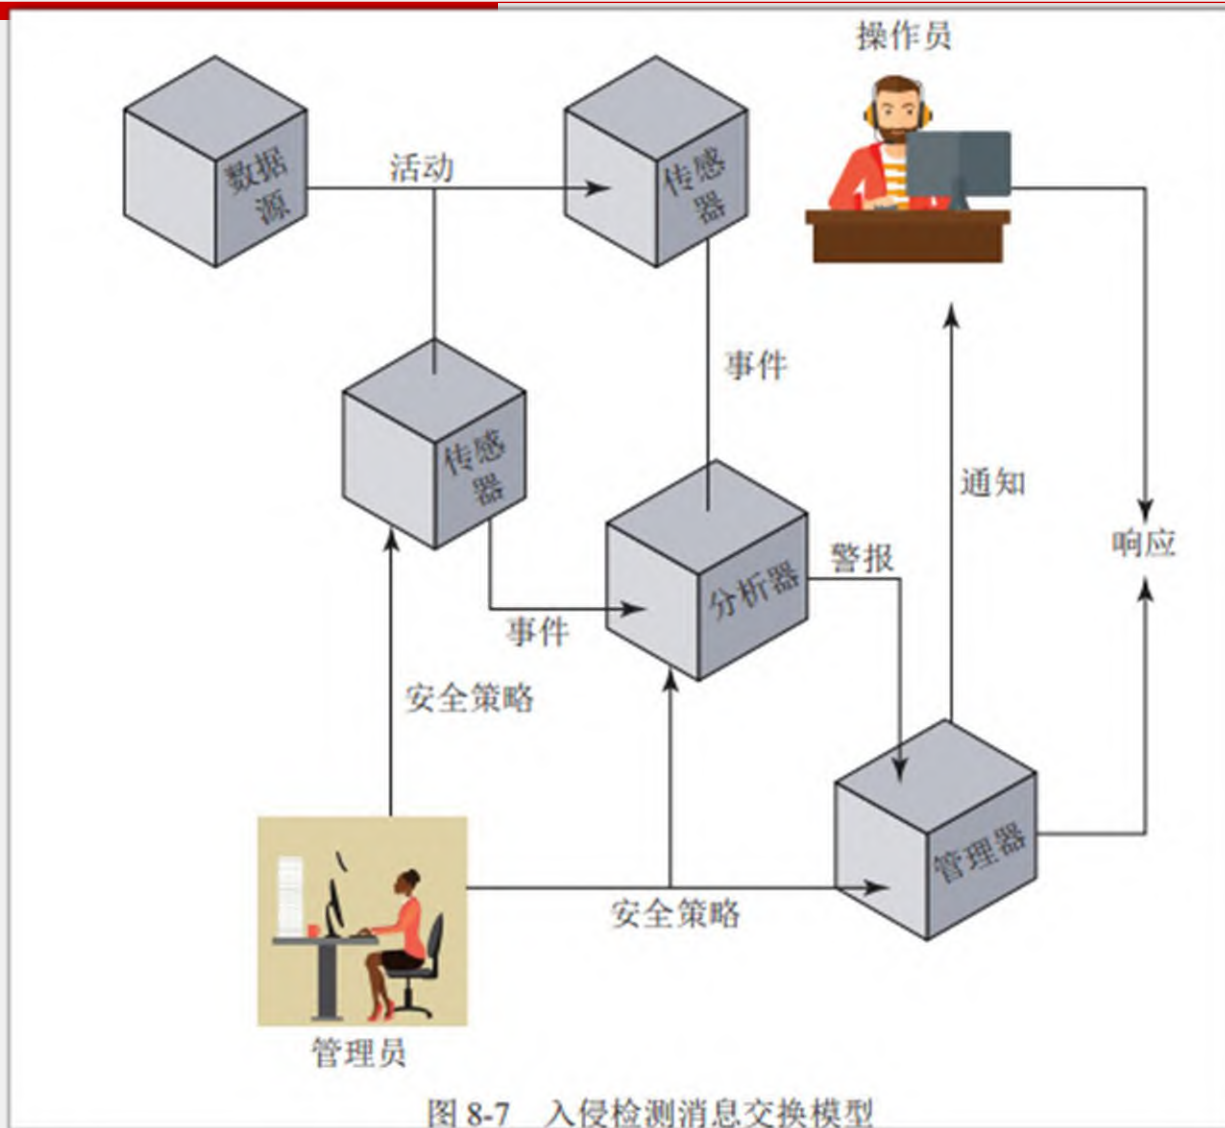 操作员
数据
源
活动
传感
器
事件
传感
器
通知
响应
警报
分析器
事件
安全策略
管理器
安全策略
管理员
图 8-7 入侵检测消息交换模型